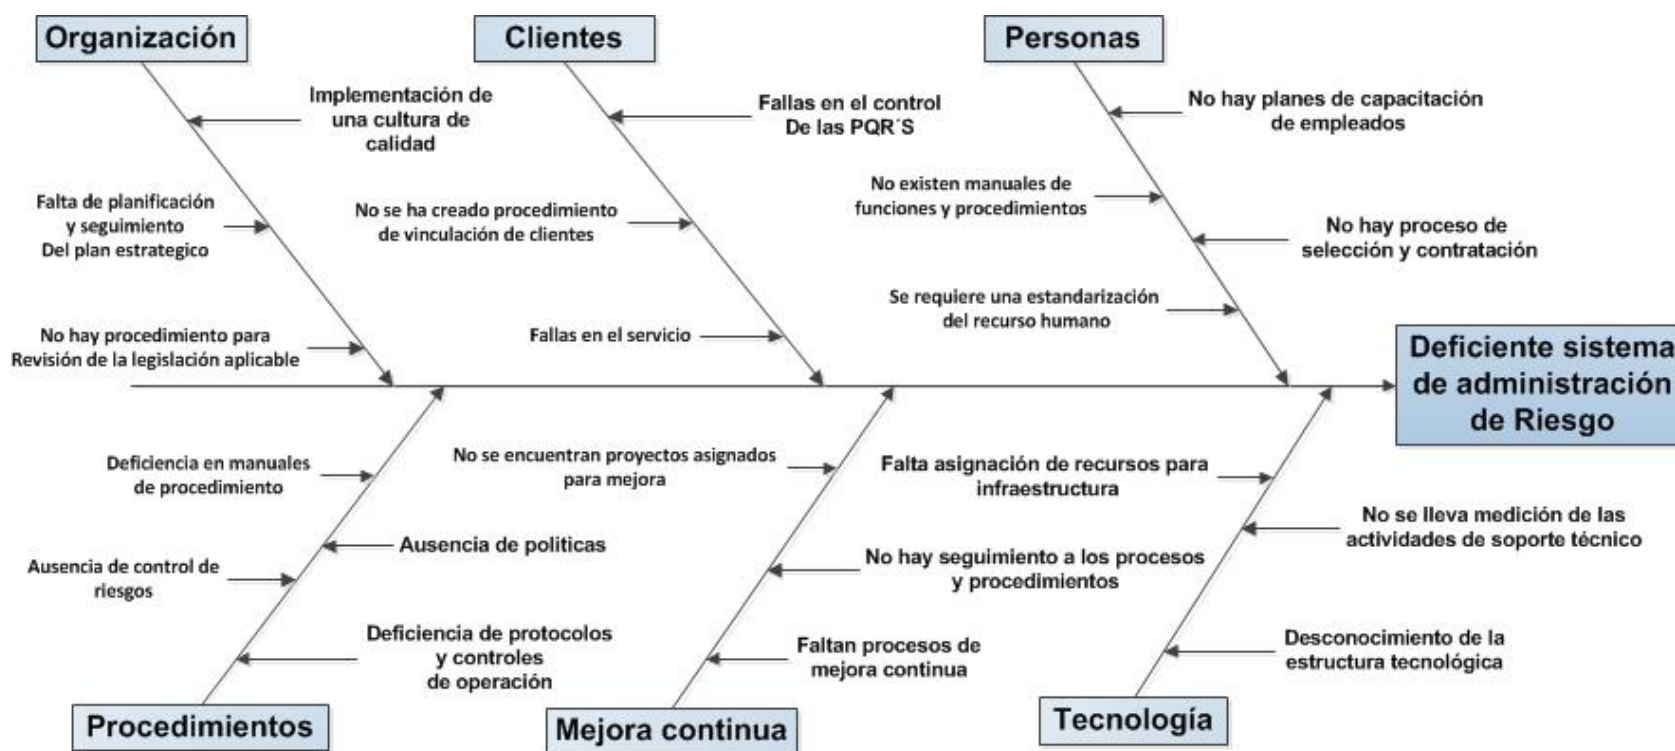 Organización
Clientes
Personas
Implementación de
una cultura de
calidad
Falta de planificación
y seguimiento
Del plan estrategico
No hay procedimiento para
Revisión de la legislación aplicable
Fallas en el control
De las PQR´S
No se ha creado procedimiento
de vinculación de clientes
Fallas en el servicio
No hay planes de capacitación
de empleados
No existen manuales de
funciones y procedimientos
No hay proceso de
selección y contratación
Se requiere una estandarización
del recurso humano
Deficiente sistema
de administración
de Riesgo
Deficiencia en manuales
de procedimiento
Ausencia de politicas
Ausencia de control de
riesgos
Deficiencia de protocolos
y controles
de operación
No se encuentran proyectos asignados
para mejora
No hay seguimiento a los procesos
y procedimientos
Faltan procesos de
mejora continua
Falta asignación de recursos para
infraestructura
No se lleva medición de las
actividades de soporte técnico
Desconocimiento de la
estructura tecnológica
Procedimientos
Mejora continua
Tecnología